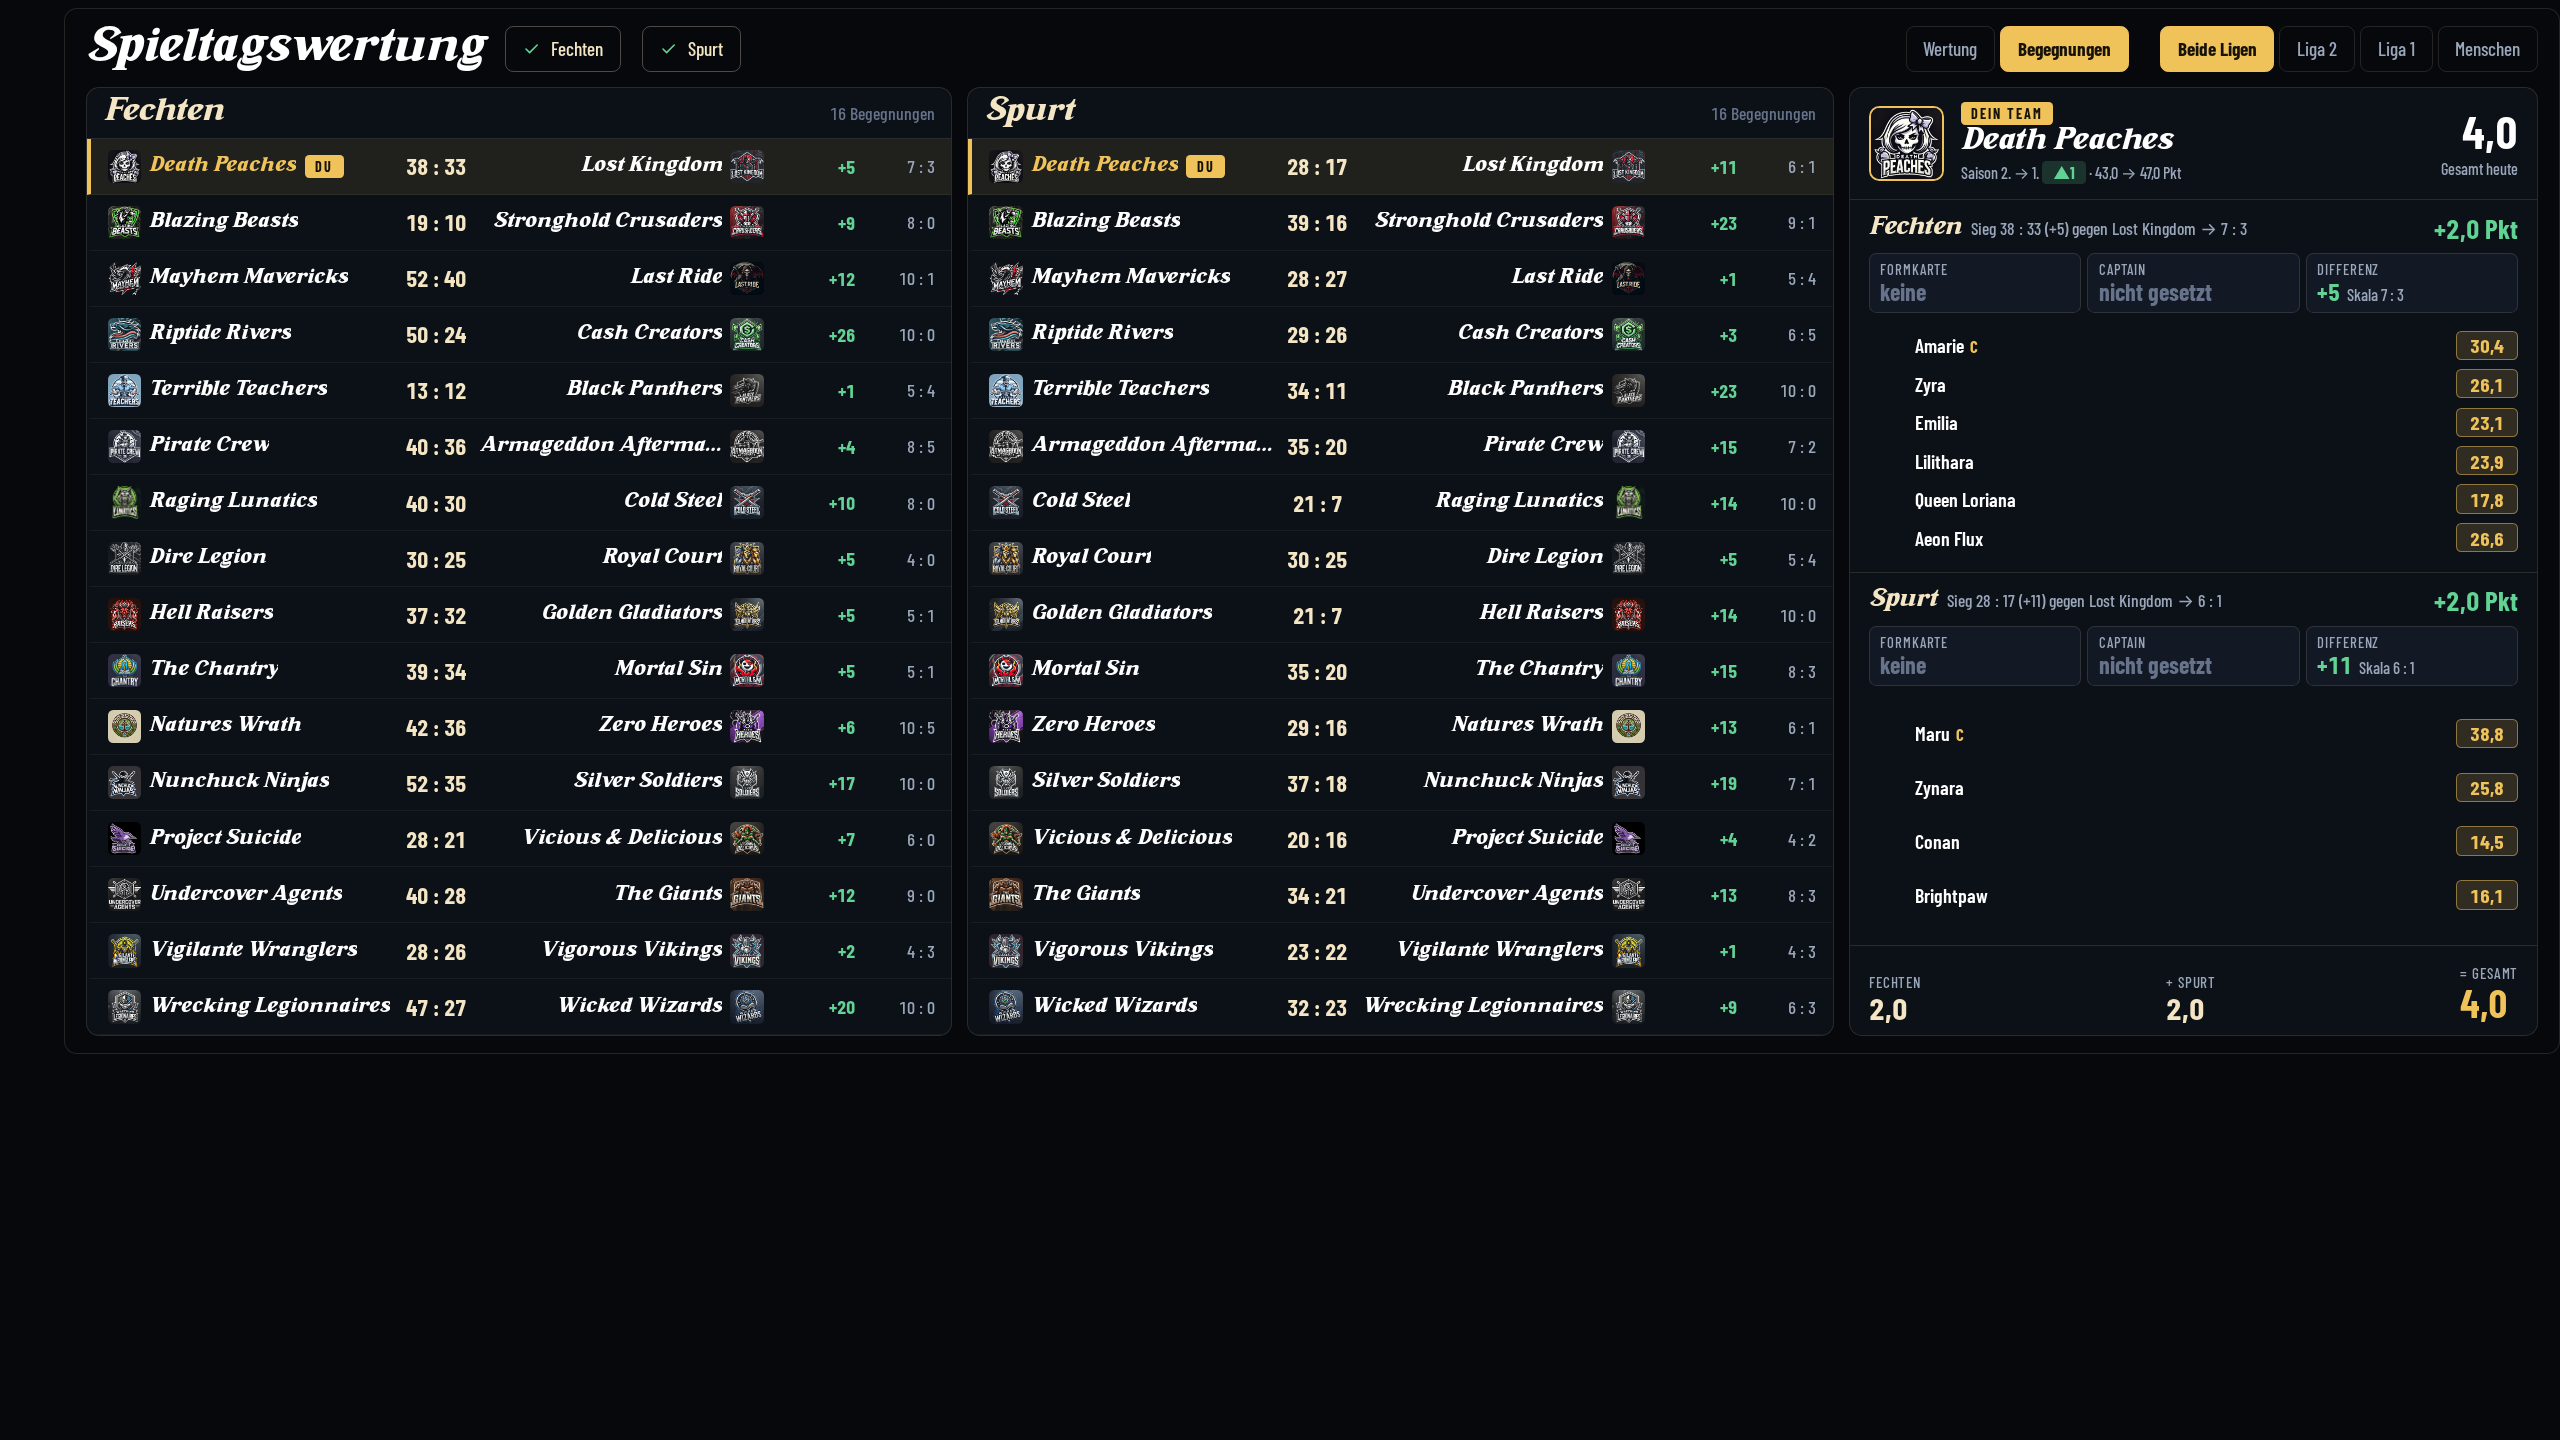 Spieltagswertung ✓ Fechten ✓ Spurt Wertung Begegnungen Beide Ligen Liga 2 Liga 1 Menschen
Fechten 16 Begegnungen
Death Peaches DU 38 : 33 Lost Kingdom +5 7 : 3
Blazing Beasts 19 : 10 Stronghold Crusaders +9 8 : 0
Mayhem Mavericks 52 : 40 Last Ride +12 10 : 1
Riptide Rivers 50 : 24 Cash Creators +26 10 : 0
Terrible Teachers 13 : 12 Black Panthers +1 5 : 4
Pirate Crew 40 : 36 Armageddon Afterma... +4 8 : 5
Raging Lunatics 40 : 30 Cold Steel +10 8 : 0
Dire Legion 30 : 25 Royal Court +5 4 : 0
Hell Raisers 37 : 32 Golden Gladiators +5 5 : 1
The Chantry 39 : 34 Mortal Sin +5 5 : 1
Natures Wrath 42 : 36 Zero Heroes +6 10 : 5
Nunchuck Ninjas 52 : 35 Silver Soldiers +17 10 : 0
Project Suicide 28 : 21 Vicious & Delicious +7 6 : 0
Undercover Agents 40 : 28 The Giants +12 9 : 0
Vigilante Wranglers 28 : 26 Vigorous Vikings +2 4 : 3
Wrecking Legionnaires 47 : 27 Wicked Wizards +20 10 : 0
Spurt 16 Begegnungen
Death Peaches DU 28 : 17 Lost Kingdom +11 6 : 1
Blazing Beasts 39 : 16 Stronghold Crusaders +23 9 : 1
Mayhem Mavericks 28 : 27 Last Ride +1 5 : 4
Riptide Rivers 29 : 26 Cash Creators +3 6 : 5
Terrible Teachers 34 : 11 Black Panthers +23 10 : 0
Armageddon Afterma... 35 : 20 Pirate Crew +15 7 : 2
Cold Steel 21 : 7 Raging Lunatics +14 10 : 0
Royal Court 30 : 25 Dire Legion +5 5 : 4
Golden Gladiators 21 : 7 Hell Raisers +14 10 : 0
Mortal Sin 35 : 20 The Chantry +15 8 : 3
Zero Heroes 29 : 16 Natures Wrath +13 6 : 1
Silver Soldiers 37 : 18 Nunchuck Ninjas +19 7 : 1
Vicious & Delicious 20 : 16 Project Suicide +4 4 : 2
The Giants 34 : 21 Undercover Agents +13 8 : 3
Vigorous Vikings 23 : 22 Vigilante Wranglers +1 4 : 3
Wicked Wizards 32 : 23 Wrecking Legionnaires +9 6 : 3
DEIN TEAM
Death Peaches 4,0
Saison 2. → 1. ▲1 · 43,0 → 47,0 Pkt Gesamt heute
Fechten Sieg 38 : 33 (+5) gegen Lost Kingdom → 7 : 3 +2,0 Pkt
FORMKARTE CAPTAIN DIFFERENZ
keine nicht gesetzt +5 Skala 7 : 3
Amarie C 30,4
Zyra 26,1
Emilia 23,1
Lilithara 23,9
Queen Loriana 17,8
Aeon Flux 26,6
Spurt Sieg 28 : 17 (+11) gegen Lost Kingdom → 6 : 1 +2,0 Pkt
FORMKARTE CAPTAIN DIFFERENZ
keine nicht gesetzt +11 Skala 6 : 1
Maru C 38,8
Zynara 25,8
Conan 14,5
Brightpaw 16,1
FECHTEN + SPURT = GESAMT
2,0 2,0 4,0